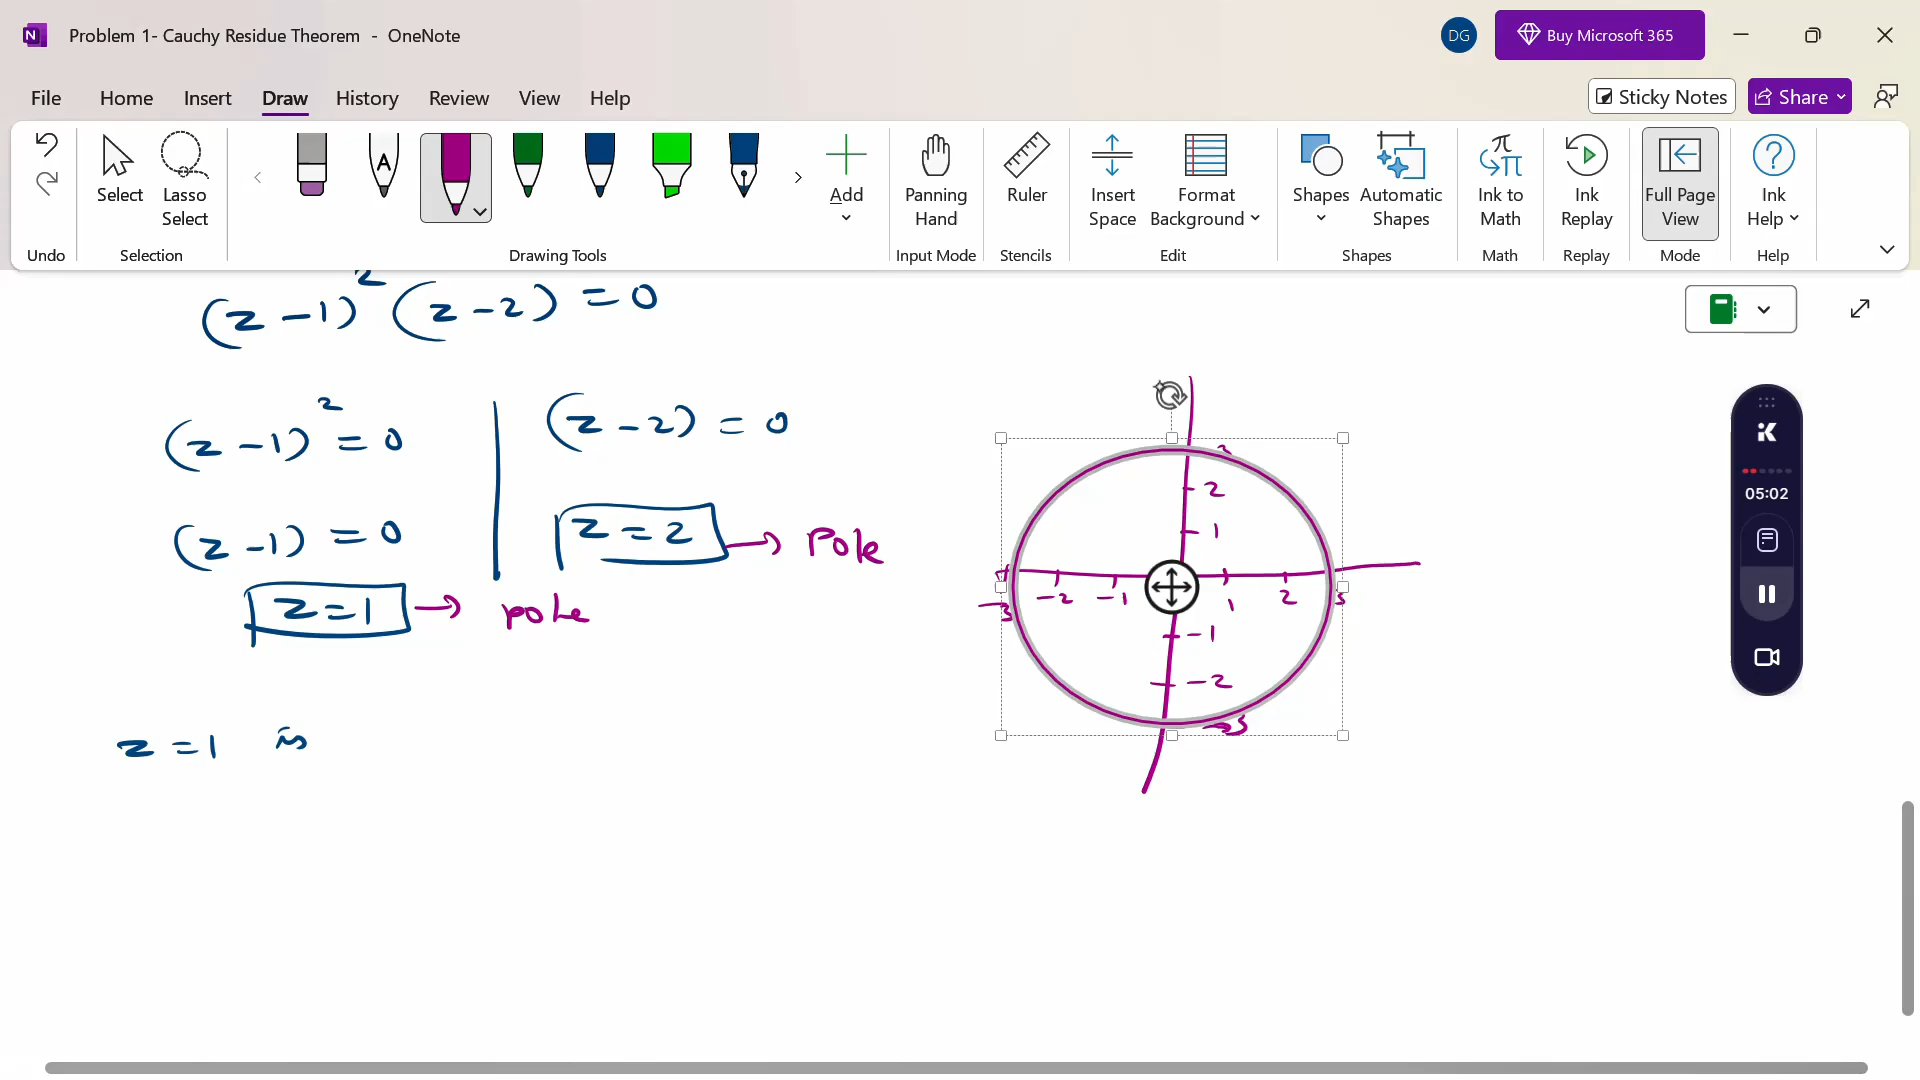 Problem 1- Cauchy Residue Theorem - OneNote
DG
Buy Microsoft 365
File Home Insert Draw History Review View Help
Sticky Notes
Share
Select
Lasso Select
A
Add
Panning Hand
Ruler
Insert Space
Format Background
Shapes
Automatic Shapes
Ink to Math
Ink Replay
Full Page View
Ink Help
Undo Selection Drawing Tools Input Mode Stencils Edit Shapes Math Replay Mode Help
(z-1)² (z-2) = 0
(z-1)² = 0
(z-2) = 0
(z-1) = 0
z=2 → Pole
z=1 → pole
z=1 is
3
2
1
-3 -2 -1 1 2 3
-1
-2
-3
05:02